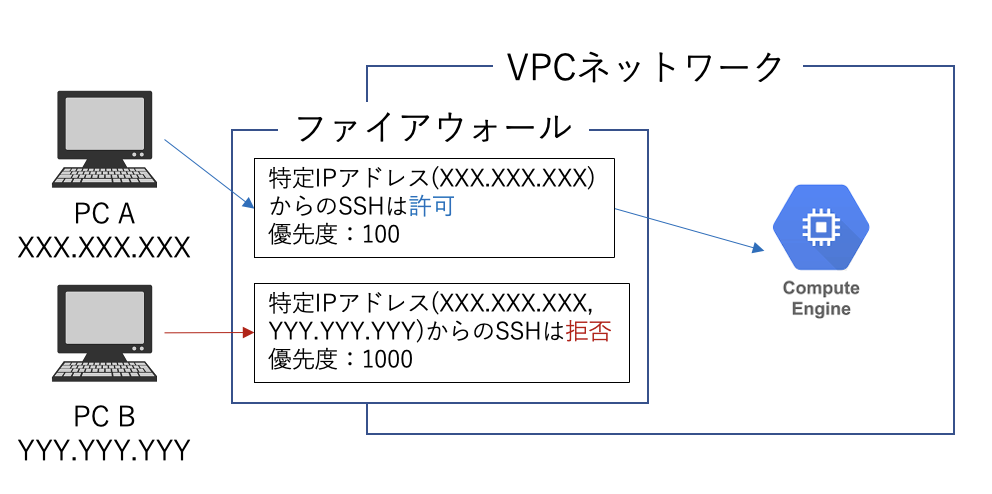 VPCネットワーク
ファイアウォール
PC A
XXX.XXX.XXX
特定IPアドレス(XXX.XXX.XXX)
からのSSHは許可
優先度：100
Compute
Engine
特定IPアドレス(XXX.XXX.XXX,
YYY.YYY.YYY)からのSSHは拒否
優先度：1000
PC B
YYY.YYY.YYY